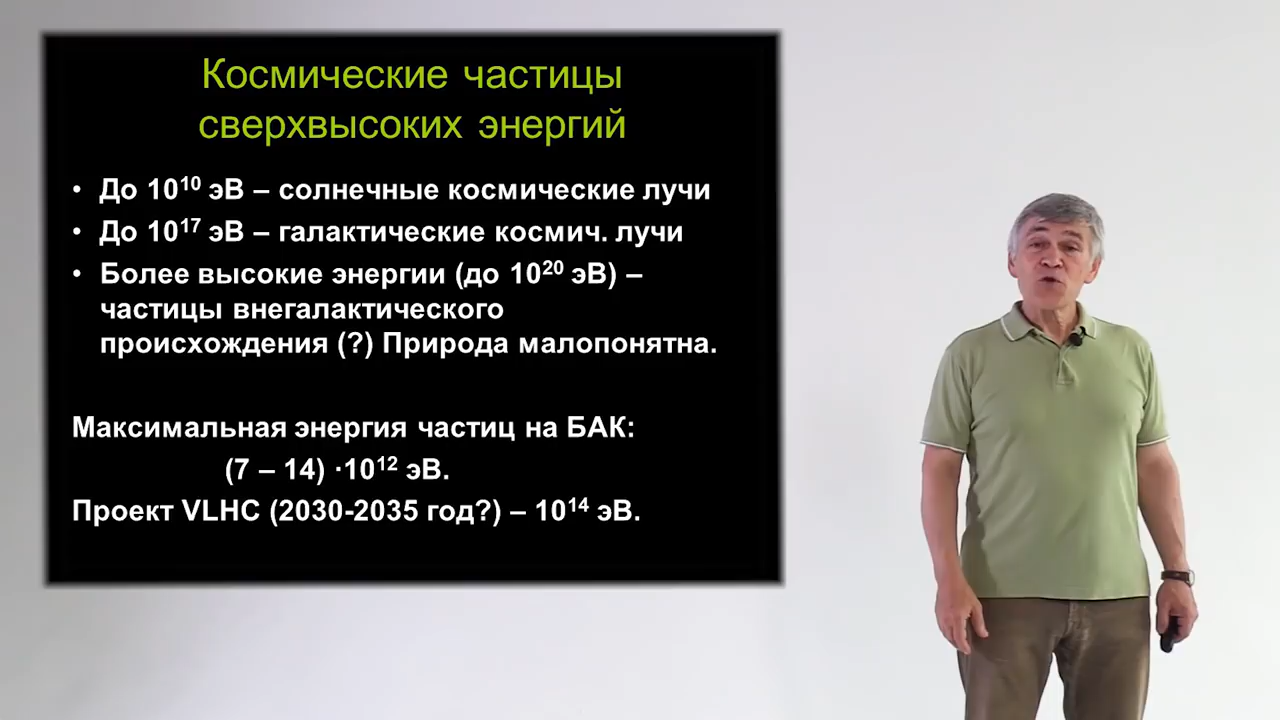 Космические частицы
сверхвысоких энергий
• До 10¹⁰ эВ – солнечные космические лучи
• До 10¹⁷ эВ – галактические космич. лучи
• Более высокие энергии (до 10²⁰ эВ) –
частицы внегалактического
происхождения (?) Природа малопонятна.
Максимальная энергия частиц на БАК:
(7 – 14) ·10¹² эВ.
Проект VLHC (2030-2035 год?) – 10¹⁴ эВ.